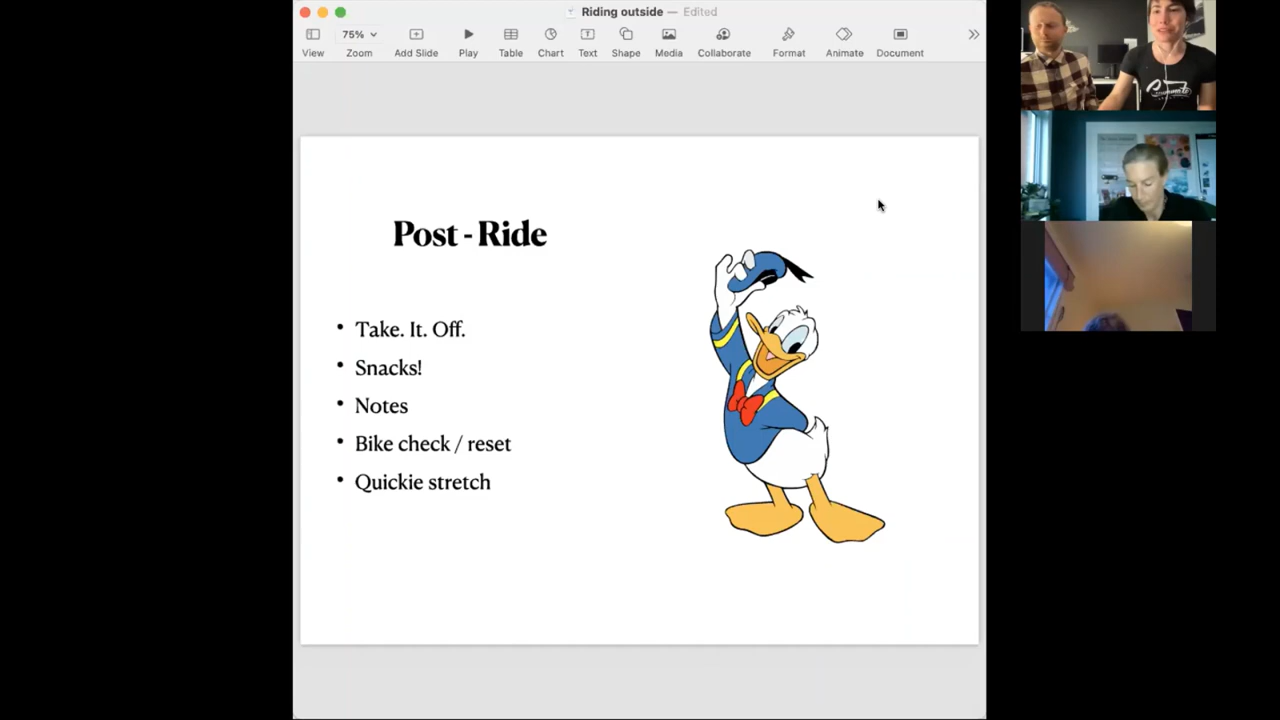 Riding outside — Edited
75%
View Zoom Add Slide Play Table Chart Text Shape Media Collaborate Format Animate Document
Post - Ride
• Take. It. Off.
• Snacks!
• Notes
• Bike check / reset
• Quickie stretch